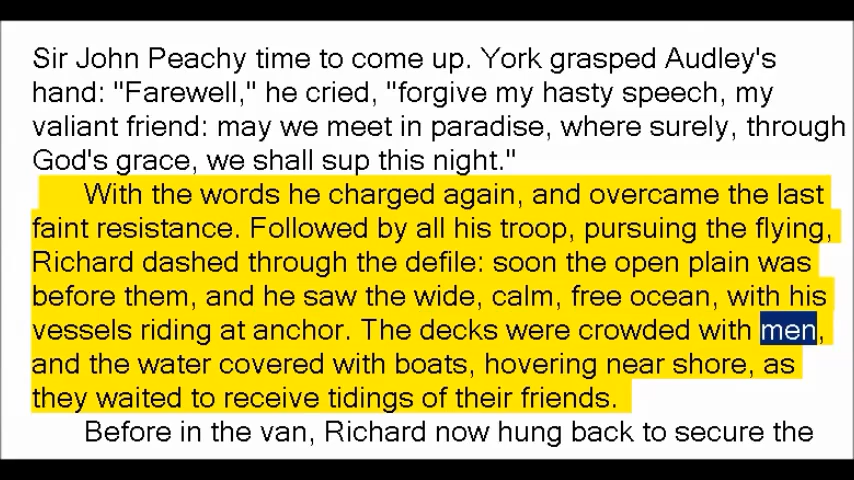 Sir John Peachy time to come up. York grasped Audley's
hand: "Farewell," he cried, "forgive my hasty speech, my
valiant friend: may we meet in paradise, where surely, through
God's grace, we shall sup this night."
With the words he charged again, and overcame the last
faint resistance. Followed by all his troop, pursuing the flying,
Richard dashed through the defile: soon the open plain was
before them, and he saw the wide, calm, free ocean, with his
vessels riding at anchor. The decks were crowded with men,
and the water covered with boats, hovering near shore, as
they waited to receive tidings of their friends.
Before in the van, Richard now hung back to secure the